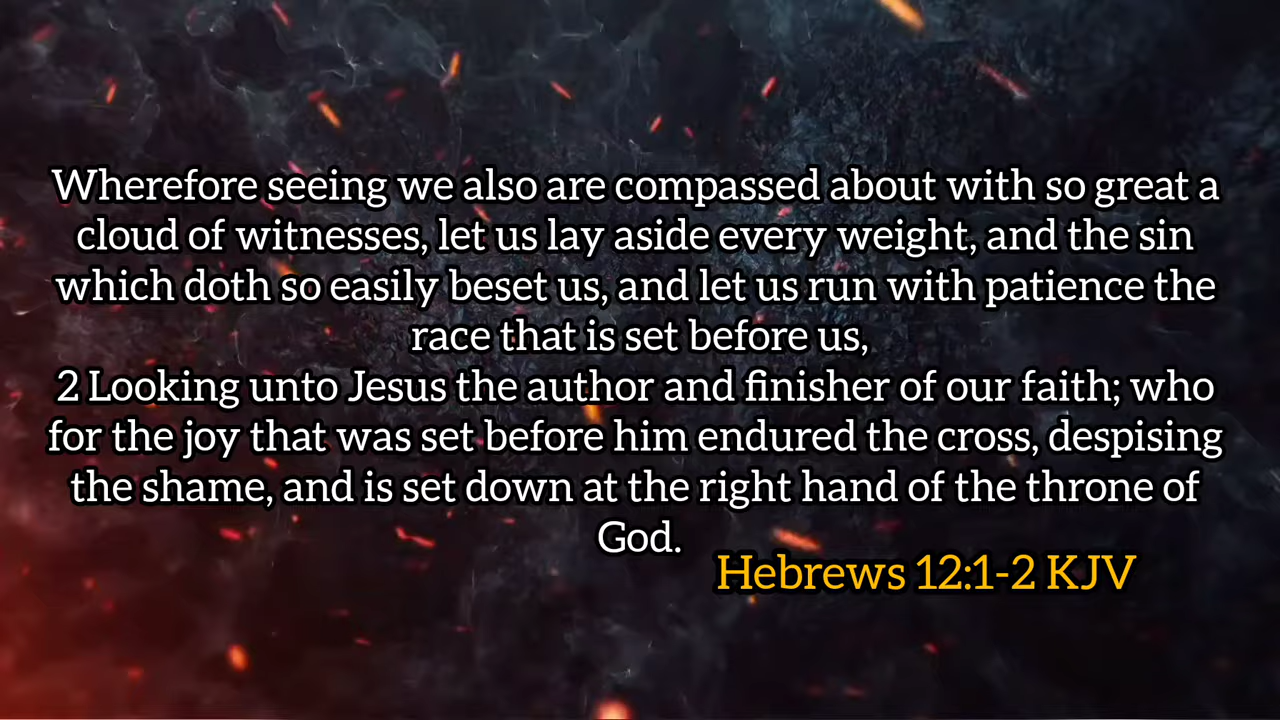 Wherefore seeing we also are compassed about with so great a
cloud of witnesses, let us lay aside every weight, and the sin
which doth so easily beset us, and let us run with patience the
race that is set before us,
2 Looking unto Jesus the author and finisher of our faith; who
for the joy that was set before him endured the cross, despising
the shame, and is set down at the right hand of the throne of
God.
Hebrews 12:1-2 KJV